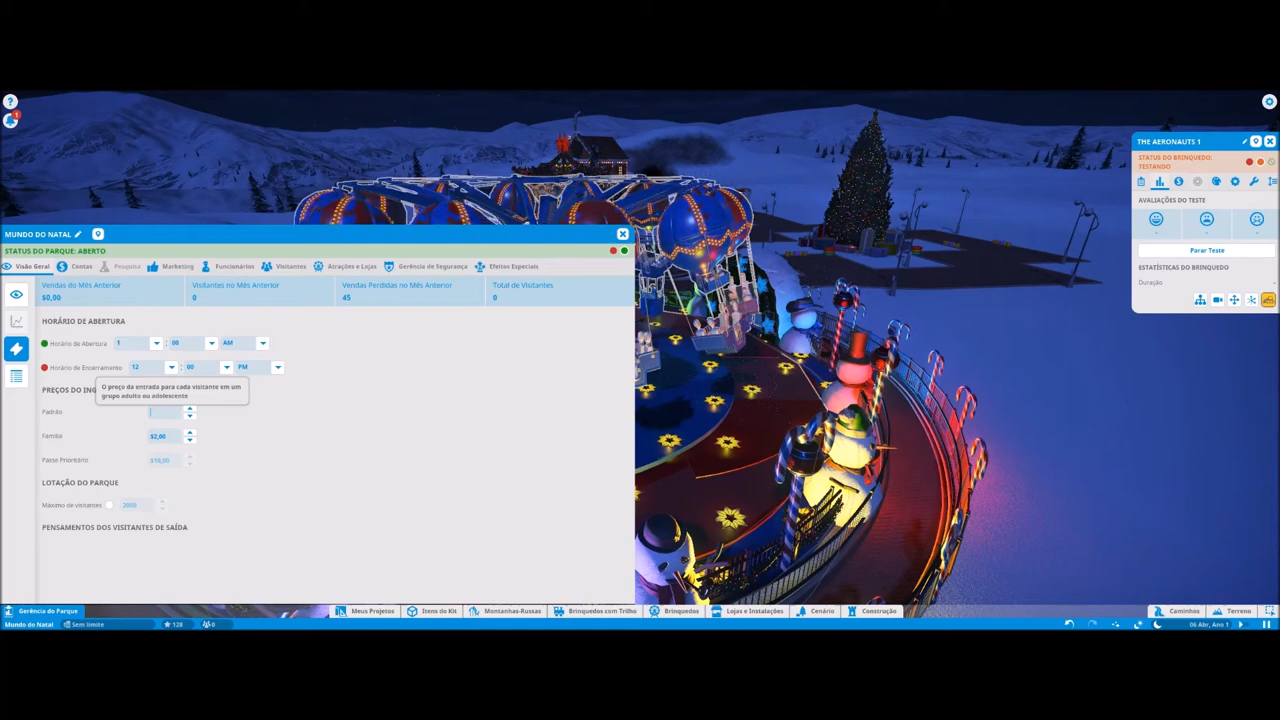 ?
1
MUNDO DO NATAL
STATUS DO PARQUE: ABERTO
Visão Geral
Contas
Pesquisa
Marketing
Funcionários
Visitantes
Atrações e Lojas
Gerência de Segurança
Efeitos Especiais
Vendas do Mês Anterior
$0,00
Visitantes no Mês Anterior
0
Vendas Perdidas no Mês Anterior
45
Total de Visitantes
0
HORÁRIO DE ABERTURA
Horário de Abertura 1 : 00 AM
Horário de Encerramento 12 : 00 PM
PREÇOS DO ING
O preço da entrada para cada visitante em um
grupo adulto ou adolescente
Padrão
Família $2,00
Passe Prioritário $16,00
LOTAÇÃO DO PARQUE
Máximo de visitantes 2000
PENSAMENTOS DOS VISITANTES DE SAÍDA
THE AERONAUTS 1
STATUS DO BRINQUEDO:
TESTANDO
AVALIAÇÕES DO TESTE
- - -
Parar Teste
ESTATÍSTICAS DO BRINQUEDO
Duração -
Gerência do Parque
Meus Projetos
Itens do Kit
Montanhas-Russas
Brinquedos com Trilho
Brinquedos
Lojas e Instalações
Cenário
Construção
Caminhos
Terreno
Mundo do Natal
Sem limite
128
0
06 Abr, Ano 1